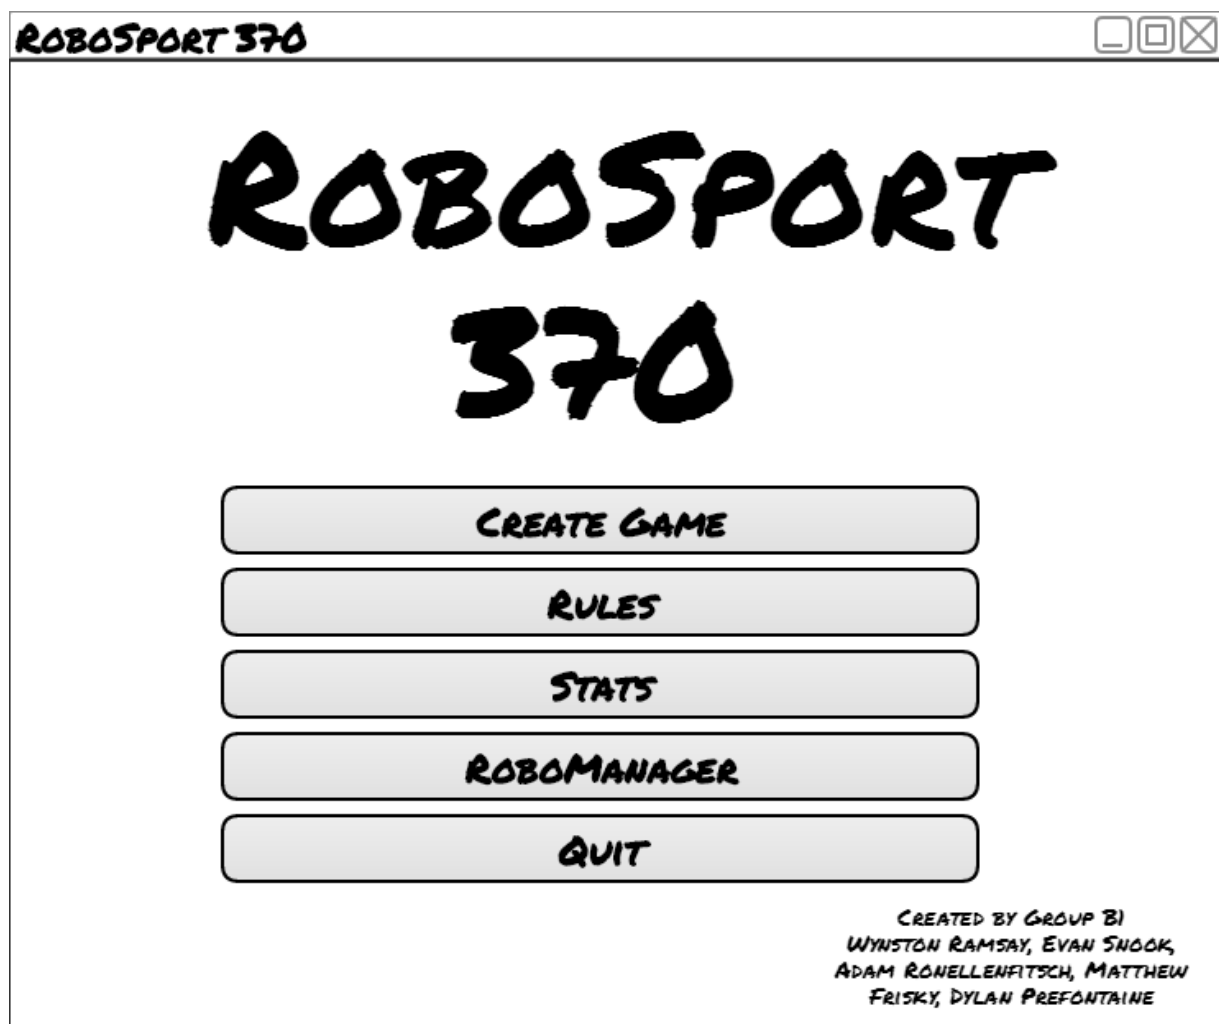 RoboSport 370
RoboSport
370
Create Game
Rules
Stats
RoboManager
Quit
Created by Group B1
Wynston Ramsay, Evan Snook,
Adam Ronellenfitsch, Matthew
Frisky, Dylan Prefontaine